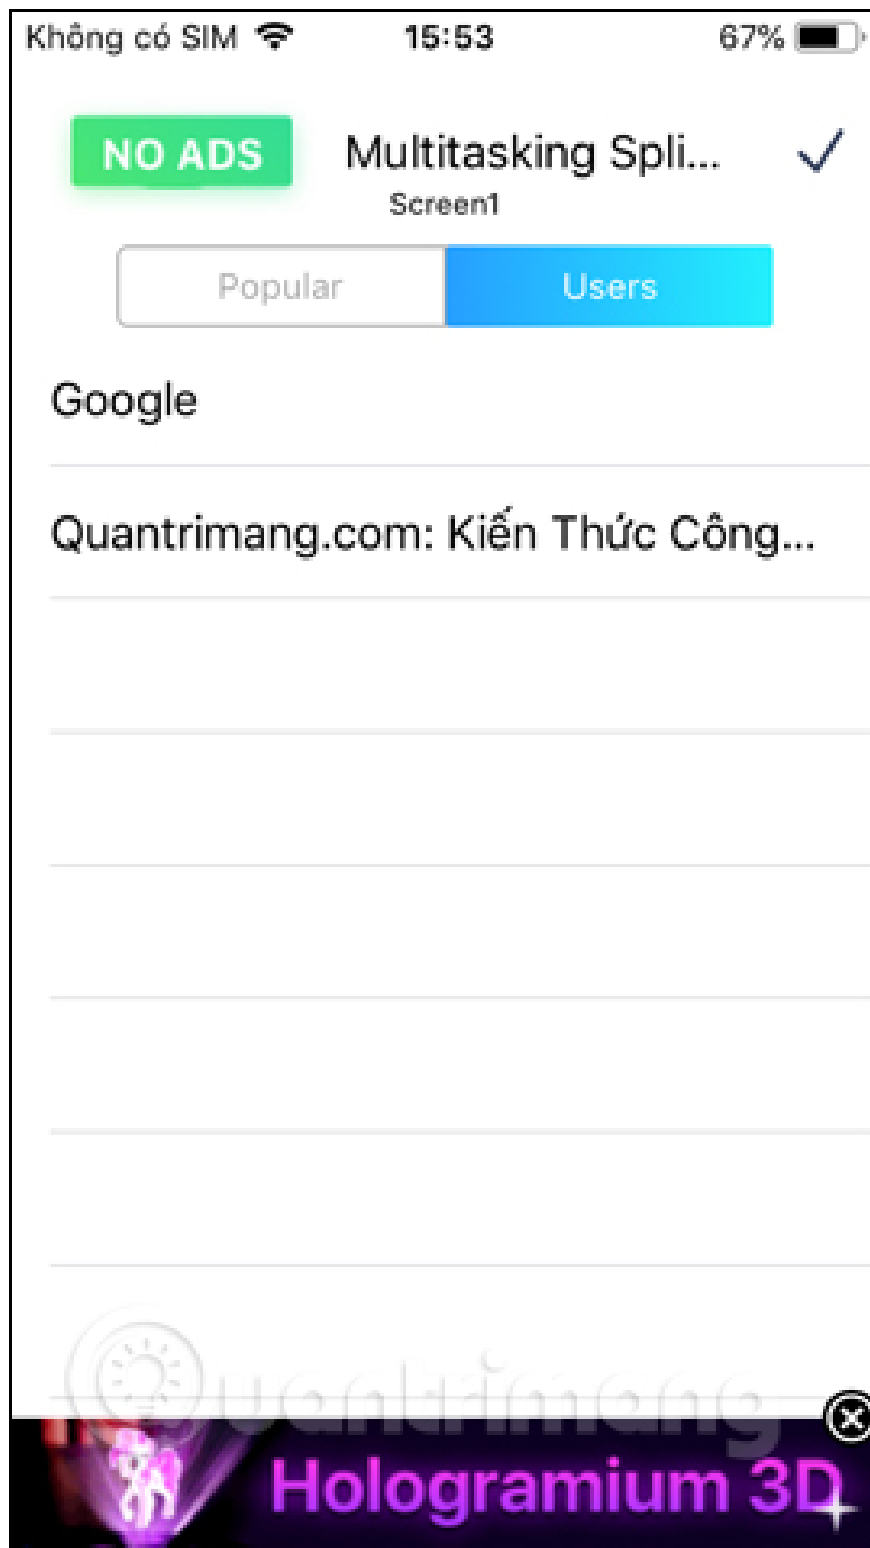 Không có SIM 15:53 67%
NO ADS Multitasking Spli...
Screen1
Popular Users
Google
Quantrimang.com: Kiến Thức Công...
Quantrimang
Hologramium 3D